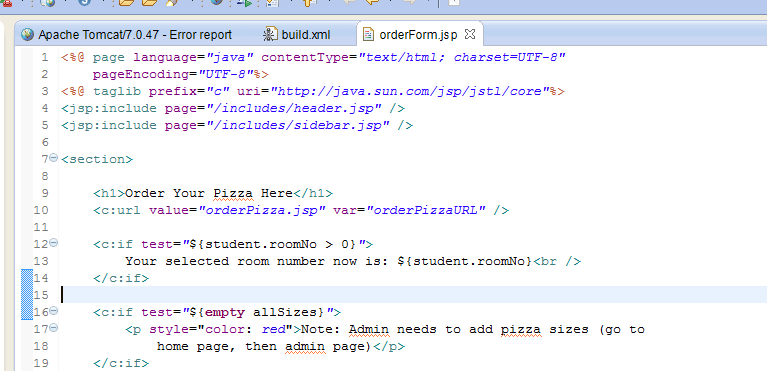 Apache Tomcat/7.0.47 - Error report build.xml orderForm.jsp
1 <%@ page language="java" contentType="text/html; charset=UTF-8"
2 pageEncoding="UTF-8"%>
3 <%@ taglib prefix="c" uri="http://java.sun.com/jsp/jstl/core"%>
4 <jsp:include page="/includes/header.jsp" />
5 <jsp:include page="/includes/sidebar.jsp" />
6
7 <section>
8
9 <h1>Order Your Pizza Here</h1>
10 <c:url value="orderPizza.jsp" var="orderPizzaURL" />
11
12 <c:if test="${student.roomNo > 0}">
13 Your selected room number now is: ${student.roomNo}<br />
14 </c:if>
15
16 <c:if test="${empty allSizes}">
17 <p style="color: red">Note: Admin needs to add pizza sizes (go to
18 home page, then admin page)</p>
19 </c:if>